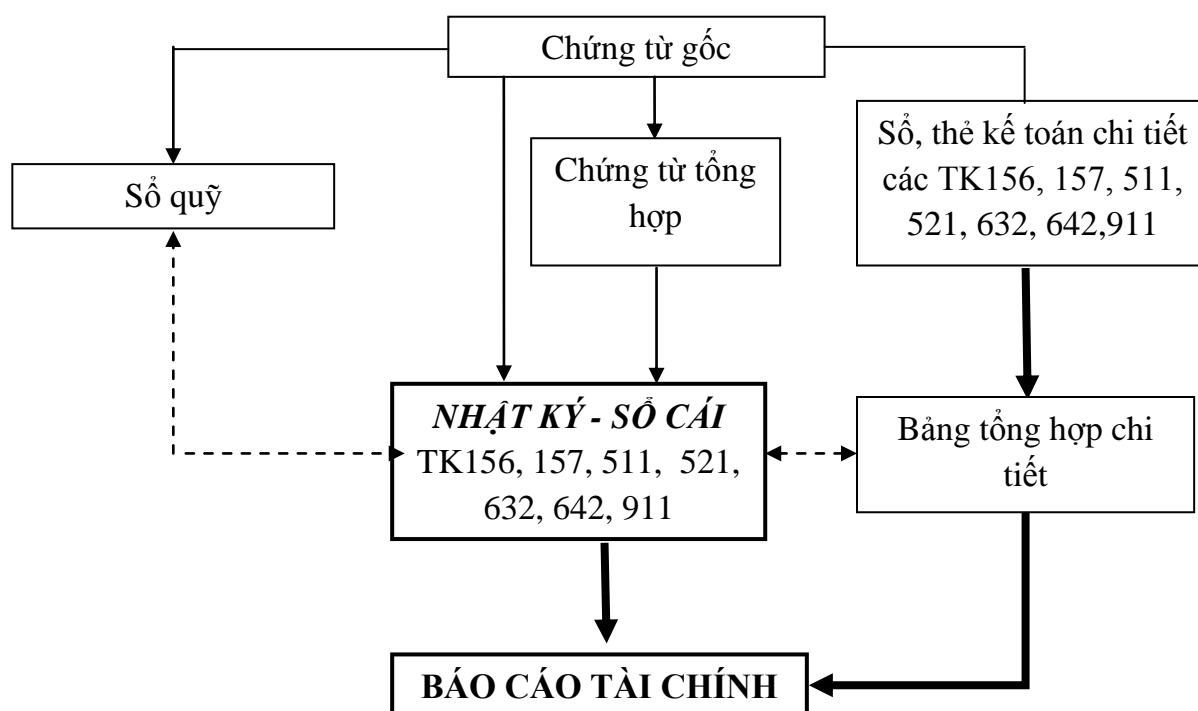 Chứng từ gốc
Sổ quỹ
Chứng từ tổng
hợp
Sổ, thẻ kế toán chi tiết
các TK156, 157, 511,
521, 632, 642,911
NHẬT KÝ - SỔ CÁI
TK156, 157, 511, 521,
632, 642, 911
Bảng tổng hợp chi
tiết
BÁO CÁO TÀI CHÍNH